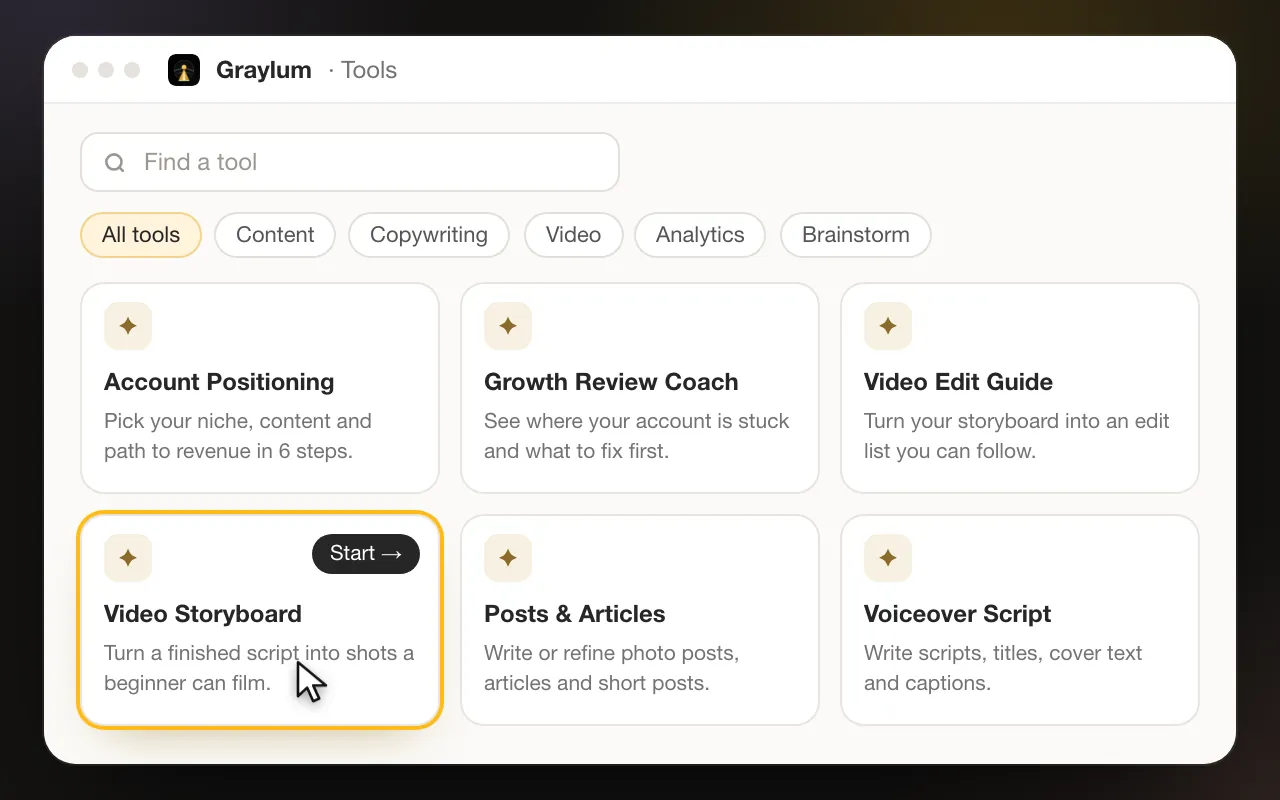 Graylum · Tools
Find a tool
All tools
Content
Copywriting
Video
Analytics
Brainstorm
Account Positioning
Pick your niche, content and
path to revenue in 6 steps.
Growth Review Coach
See where your account is stuck
and what to fix first.
Video Edit Guide
Turn your storyboard into an edit
list you can follow.
Start →
Video Storyboard
Turn a finished script into shots a
beginner can film.
Posts & Articles
Write or refine photo posts,
articles and short posts.
Voiceover Script
Write scripts, titles, cover text
and captions.